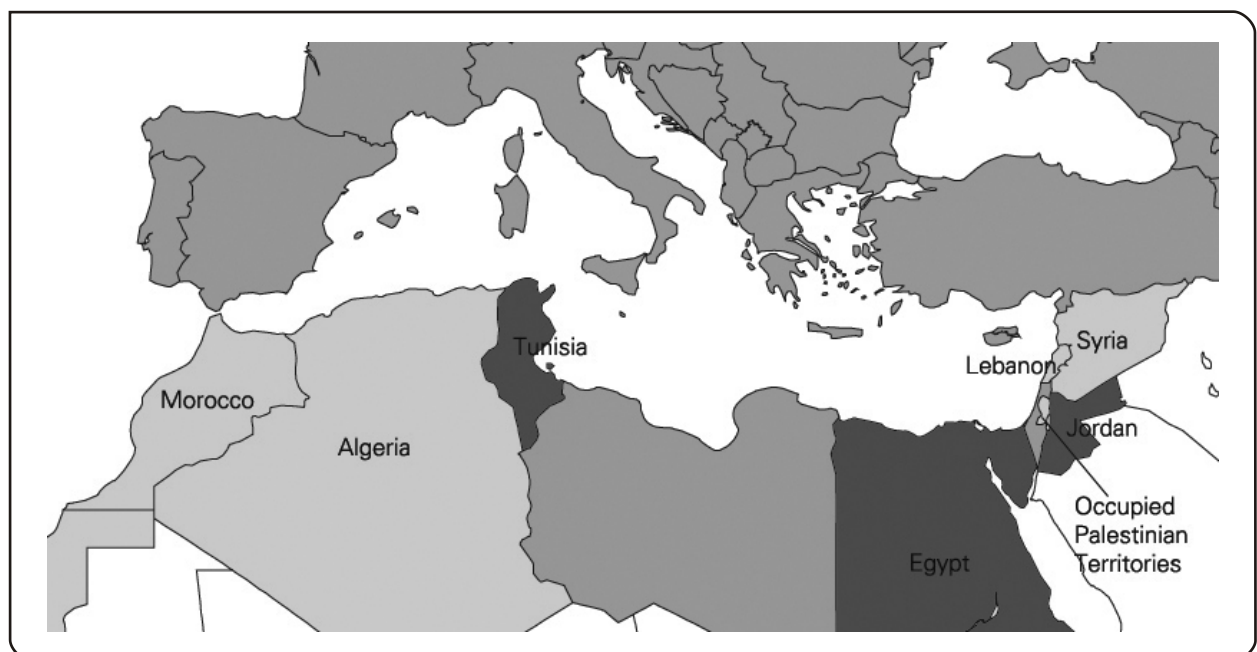 Tunisia
Syria
Lebanon
Morocco
Jordan
Algeria
Occupied
Palestinian
Territories
Egypt